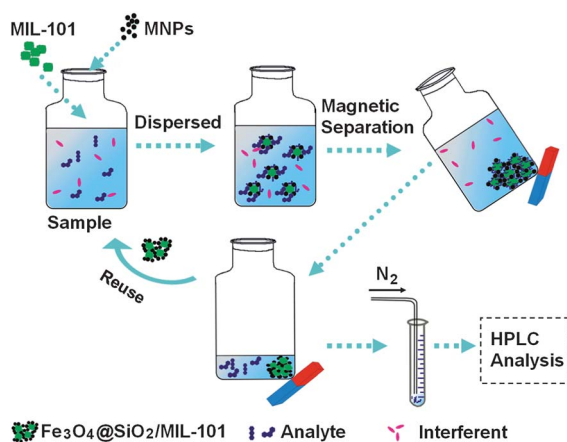 MIL-101
MNPs
Dispersed
Magnetic
Separation
Sample
Reuse
N₂
HPLC
Analysis
Fe₃O₄@SiO₂/MIL-101
Analyte
Interferent